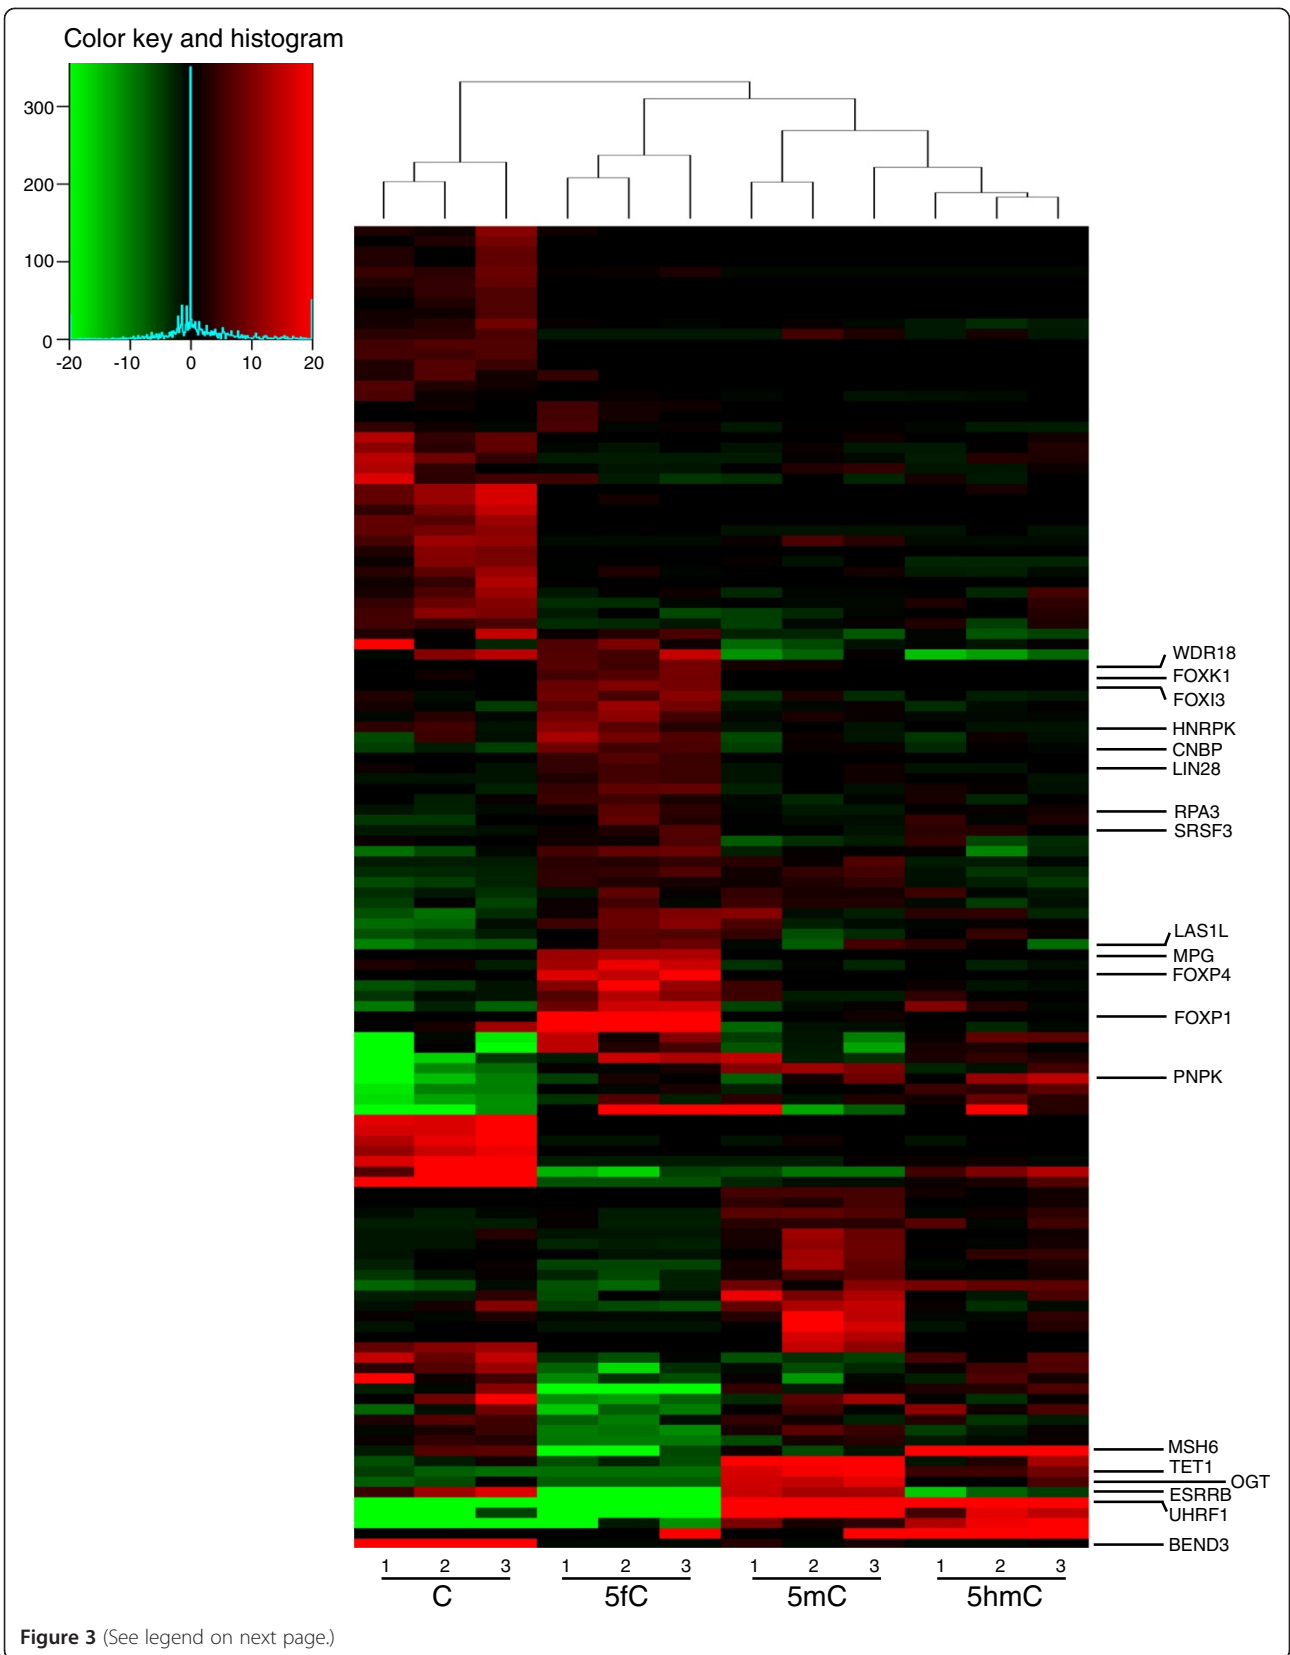 Color key and histogram
300
200
100
0
-20 -10 0 10 20
WDR18
FOXK1
FOXI3
HNRPK
CNBP
LIN28
RPA3
SRSF3
LAS1L
MPG
FOXP4
FOXP1
PNPK
MSH6
TET1
OGT
ESRRB
UHRF1
BEND3
1 2 3 1 2 3 1 2 3 1 2 3
C 5fC 5mC 5hmC
Figure 3 (See legend on next page.)